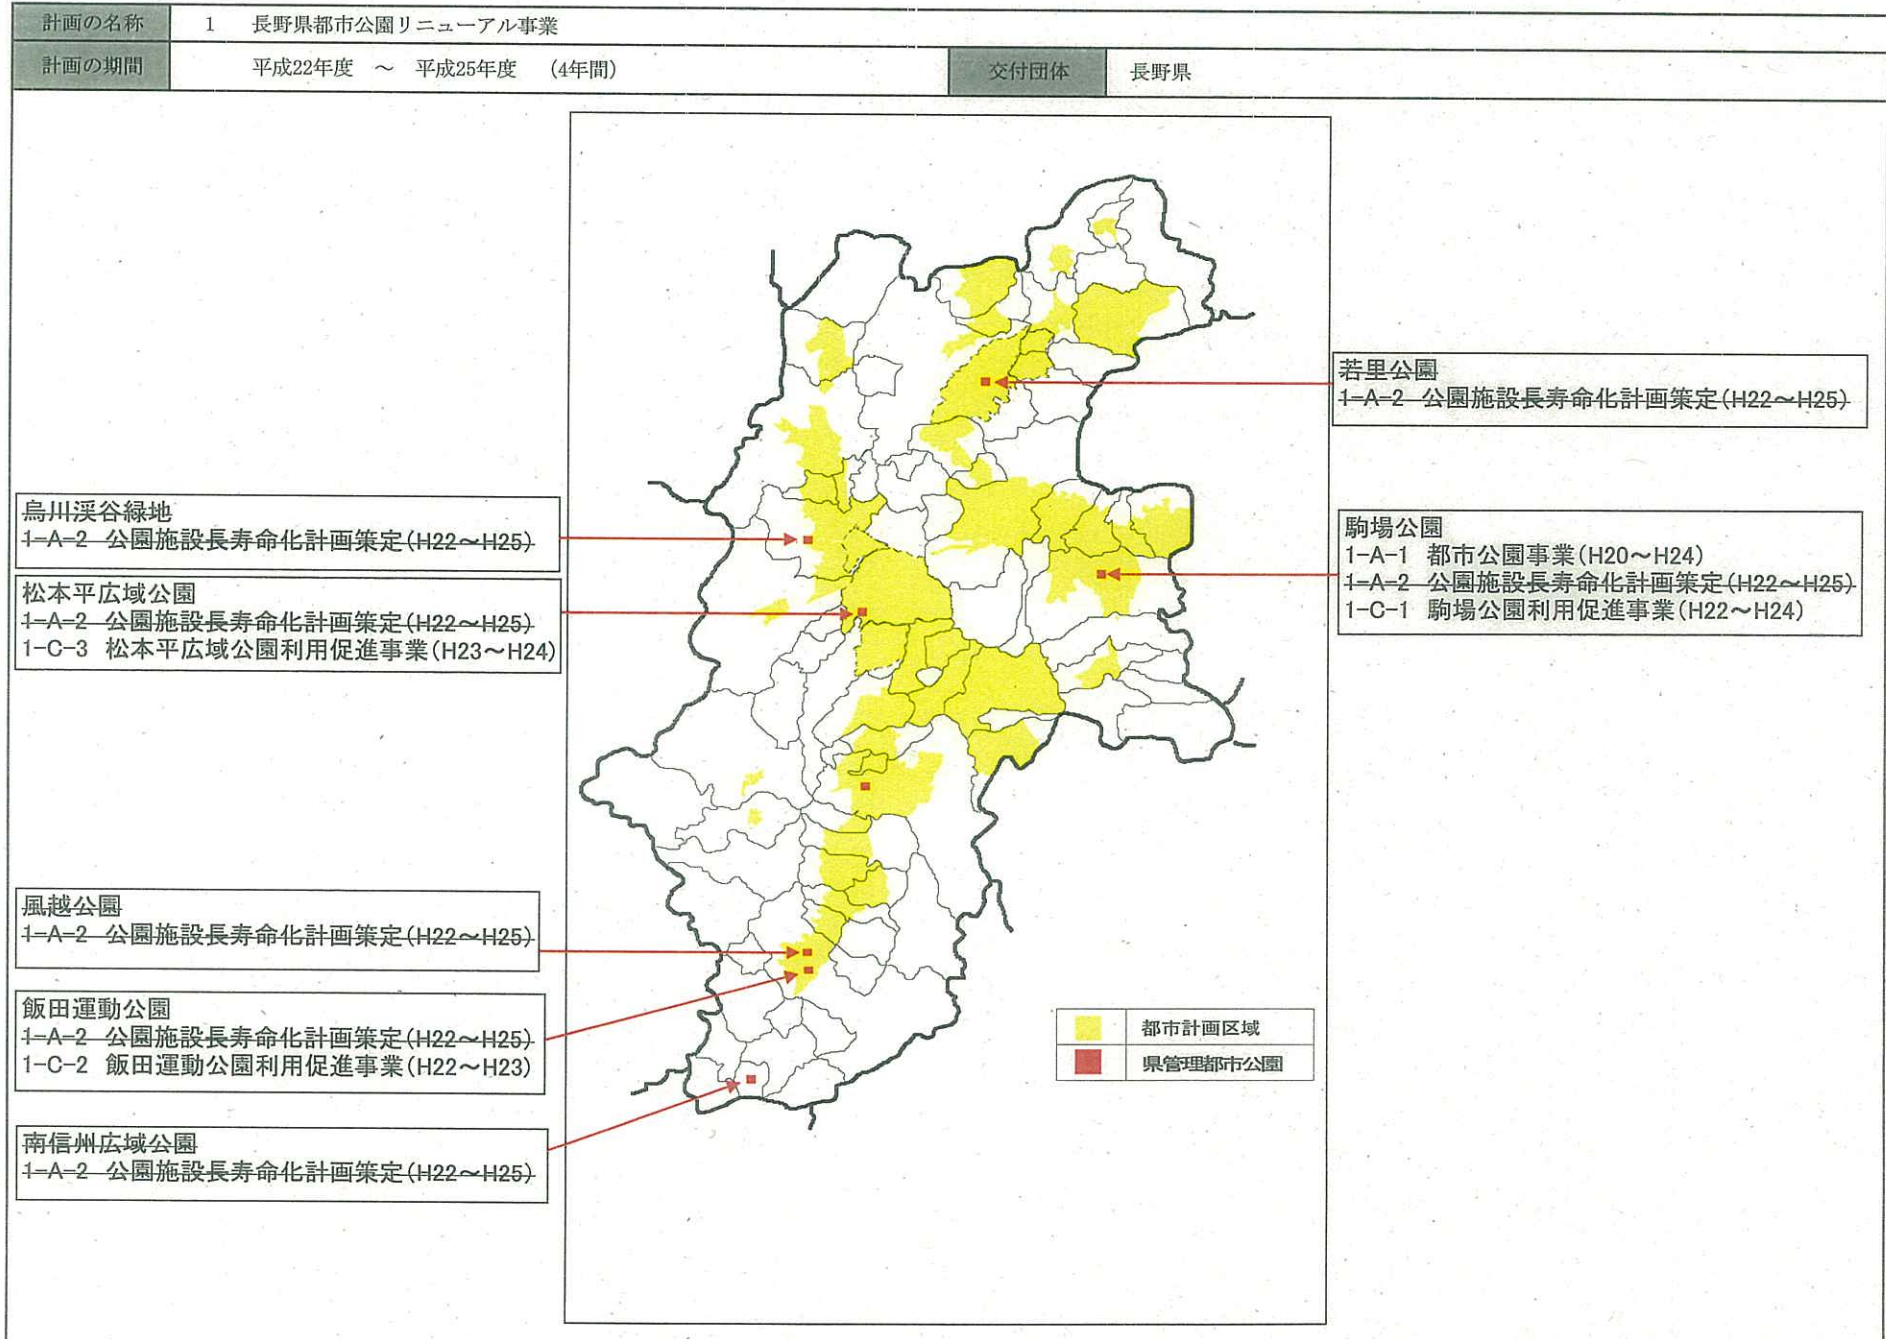 計画の名称 1 長野県都市公園リニューアル事業
計画の期間 平成22年度 ~ 平成25年度 (4年間) 交付団体 長野県
若里公園
1-A-2 公園施設長寿命化計画策定(H22~H25)
烏川渓谷緑地
1-A-2 公園施設長寿命化計画策定(H22~H25)
駒場公園
1-A-1 都市公園事業(H20~H24)
1-A-2 公園施設長寿命化計画策定(H22~H25)
1-C-1 駒場公園利用促進事業(H22~H24)
松本平広域公園
1-A-2 公園施設長寿命化計画策定(H22~H25)
1-C-3 松本平広域公園利用促進事業(H23~H24)
風越公園
1-A-2 公園施設長寿命化計画策定(H22~H25)
飯田運動公園
1-A-2 公園施設長寿命化計画策定(H22~H25)
1-C-2 飯田運動公園利用促進事業(H22~H23)
都市計画区域
県管理都市公園
南信州広域公園
1-A-2 公園施設長寿命化計画策定(H22~H25)